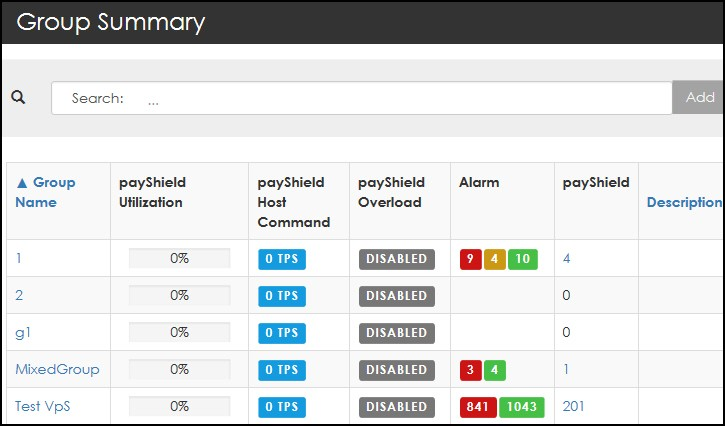 Group Summary
Search: ...
Add
▲ Group Name payShield Utilization payShield Host Command payShield Overload Alarm payShield Description
1 0% 0 TPS DISABLED 9 4 10 4
2 0% 0 TPS DISABLED 0
g1 0% 0 TPS DISABLED 0
MixedGroup 0% 0 TPS DISABLED 3 4 1
Test VpS 0% 0 TPS DISABLED 841 1043 201